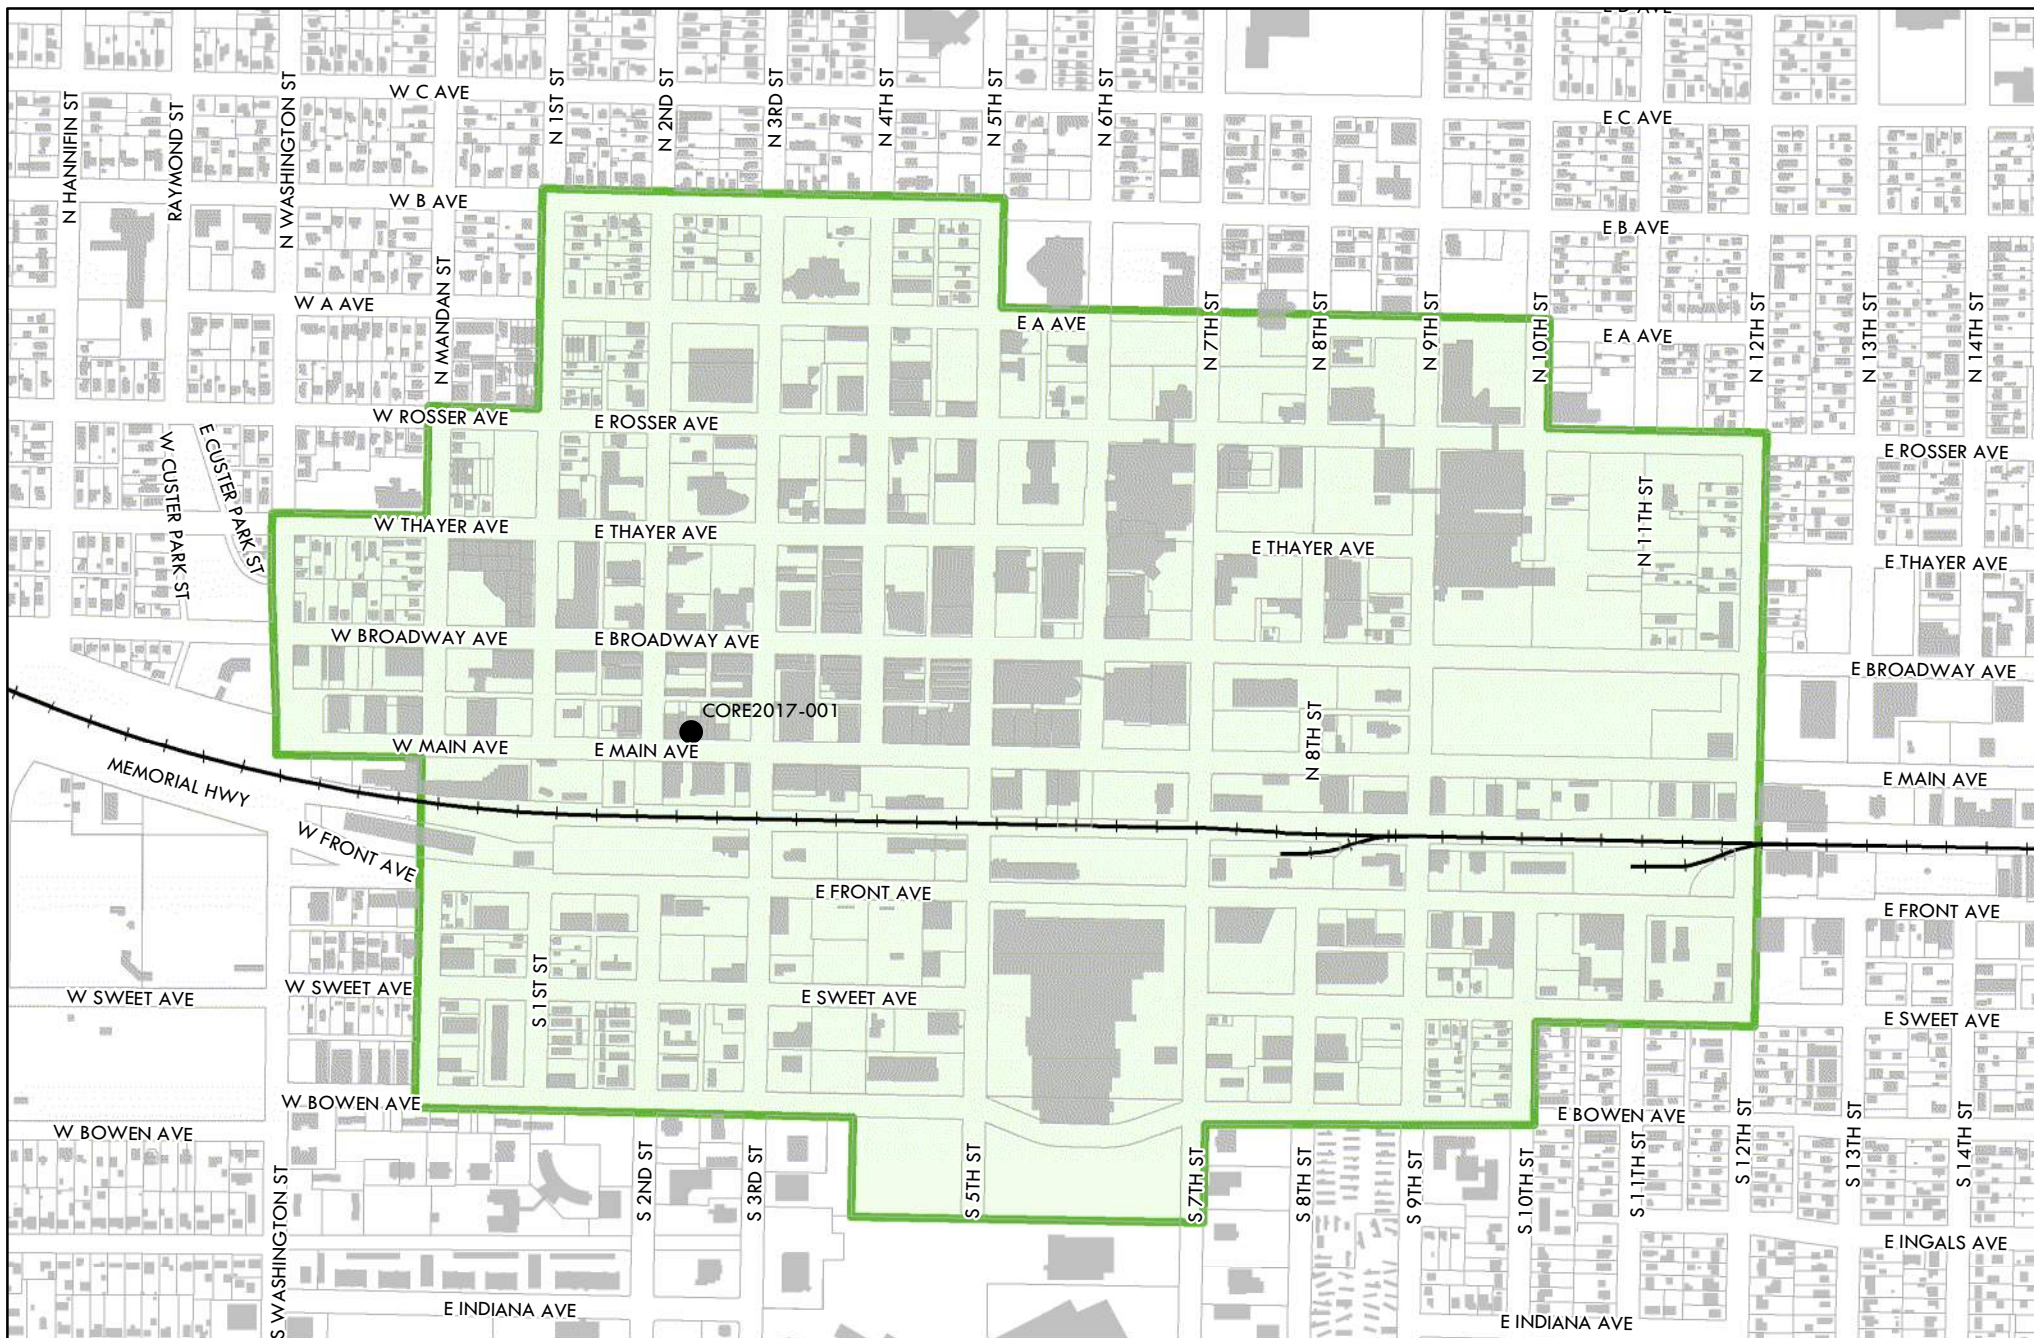 E D AVE
W C AVE
N HANNIFIN ST
RAYMOND ST
N WASHINGTON ST
N 1ST ST
N 2ND ST
N 3RD ST
N 4TH ST
N 5TH ST
N 6TH ST
E C AVE
W B AVE
E B AVE
N MANDAN ST
W A AVE
E A AVE
N 7TH ST
N 8TH ST
N 9TH ST
N 10TH ST
E A AVE
N 12TH ST
N 13TH ST
N 14TH ST
W ROSSER AVE
E ROSSER AVE
E ROSSER AVE
W CUSTER PARK ST
E CUSTER PARK ST
W THAYER AVE
E THAYER AVE
E THAYER AVE
N 11TH ST
E THAYER AVE
W BROADWAY AVE
E BROADWAY AVE
E BROADWAY AVE
CORE2017-001
N 8TH ST
W MAIN AVE
E MAIN AVE
E MAIN AVE
MEMORIAL HWY
W FRONT AVE
E FRONT AVE
E FRONT AVE
S 1ST ST
W SWEET AVE
W SWEET AVE
E SWEET AVE
E SWEET AVE
W BOWEN AVE
E BOWEN AVE
W BOWEN AVE
S WASHINGTON ST
S 2ND ST
S 3RD ST
S 5TH ST
S 7TH ST
S 8TH ST
S 9TH ST
S 10TH ST
S 11TH ST
S 12TH ST
S 13TH ST
S 14TH ST
E INGALS AVE
E INDIANA AVE
E INDIANA AVE